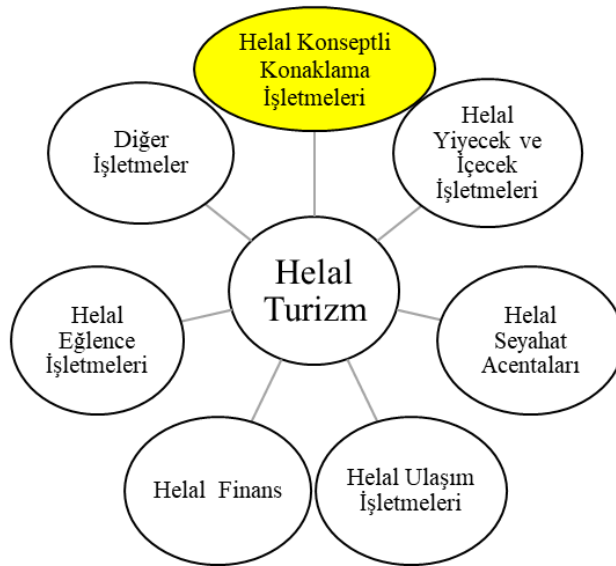 Helal Konseptli
Konaklama
İşletmeleri
Helal
Yiyecek ve
İçecek
İşletmeleri
Helal
Seyahat
Acentaları
Helal Ulaşım
İşletmeleri
Helal Finans
Helal
Eğlence
İşletmeleri
Diğer
İşletmeler
Helal
Turizm